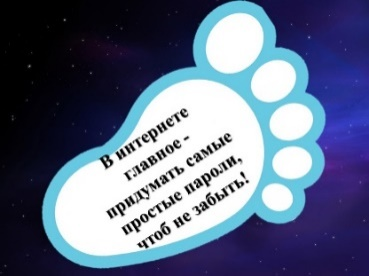 В интернете
главное -
придумать самые
простые пароли,
чтоб не забыть!